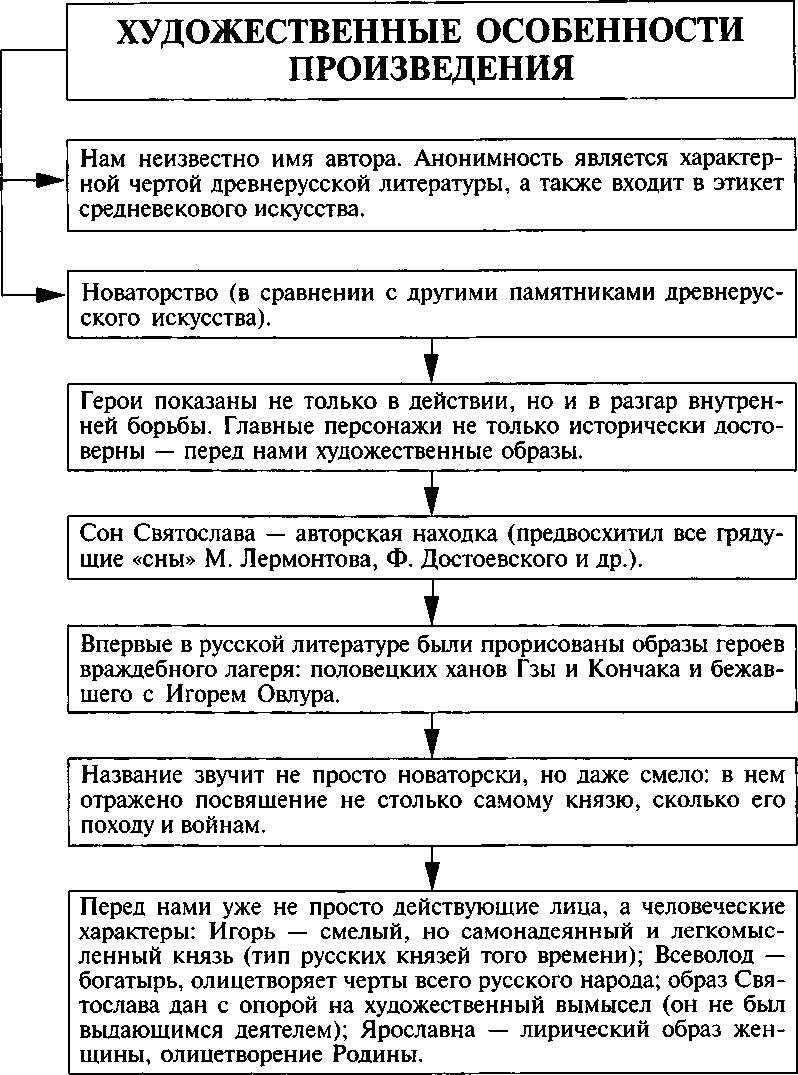 ХУДОЖЕСТВЕННЫЕ ОСОБЕННОСТИ
ПРОИЗВЕДЕНИЯ
Нам неизвестно имя автора. Анонимность является характер-
ной чертой древнерусской литературы, а также входит в этикет
средневекового искусства.
Новаторство (в сравнении с другими памятниками древнерус-
ского искусства).
Герои показаны не только в действии, но и в разгар внутрен-
ней борьбы. Главные персонажи не только исторически досто-
верны — перед нами художественные образы.
Сон Святослава — авторская находка (предвосхитил все гряду-
щие «сны» М. Лермонтова, Ф. Достоевского и др.).
Впервые в русской литературе были прорисованы образы героев
враждебного лагеря: половецких ханов Гзы и Кончака и бежав-
шего с Игорем Овлура.
Название звучит не просто новаторски, но даже смело: в нем
отражено посвящение не столько самому князю, сколько его
походу и войнам.
Перед нами уже не просто действующие лица, а человеческие
характеры: Игорь — смелый, но самонадеянный и легкомыс-
ленный князь (тип русских князей того времени); Всеволод —
богатырь, олицетворяет черты всего русского народа; образ Свя-
тослава дан с опорой на художественный вымысел (он не был
выдающимся деятелем); Ярославна — лирический образ жен-
щины, олицетворение Родины.